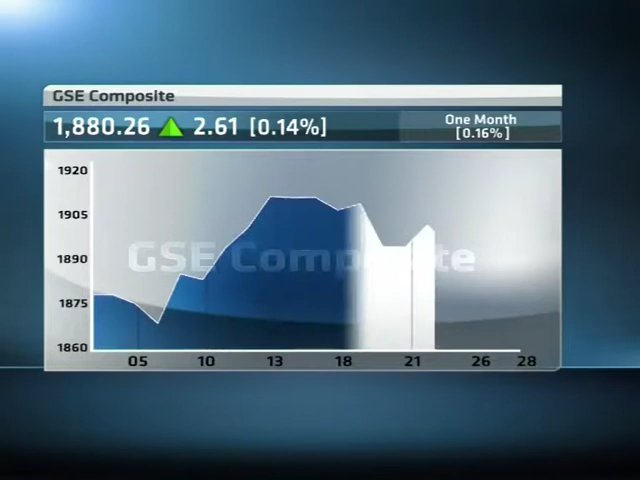 GSE Composite
1,880.26 2.61 [0.14%]
One Month
[0.16%]
1920
1905
1890
1875
1860
GSE Composite
05 10 13 18 21 26 28